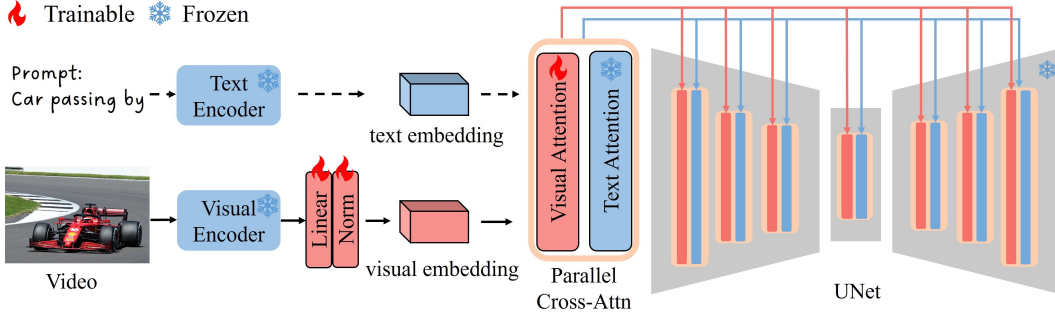 Trainable Frozen
Prompt:
Car passing by
Text
Encoder
text embedding
Visual
Encoder
Linear
Norm
visual embedding
Video
Visual Attention
Text Attention
Parallel
Cross-Attn
UNet